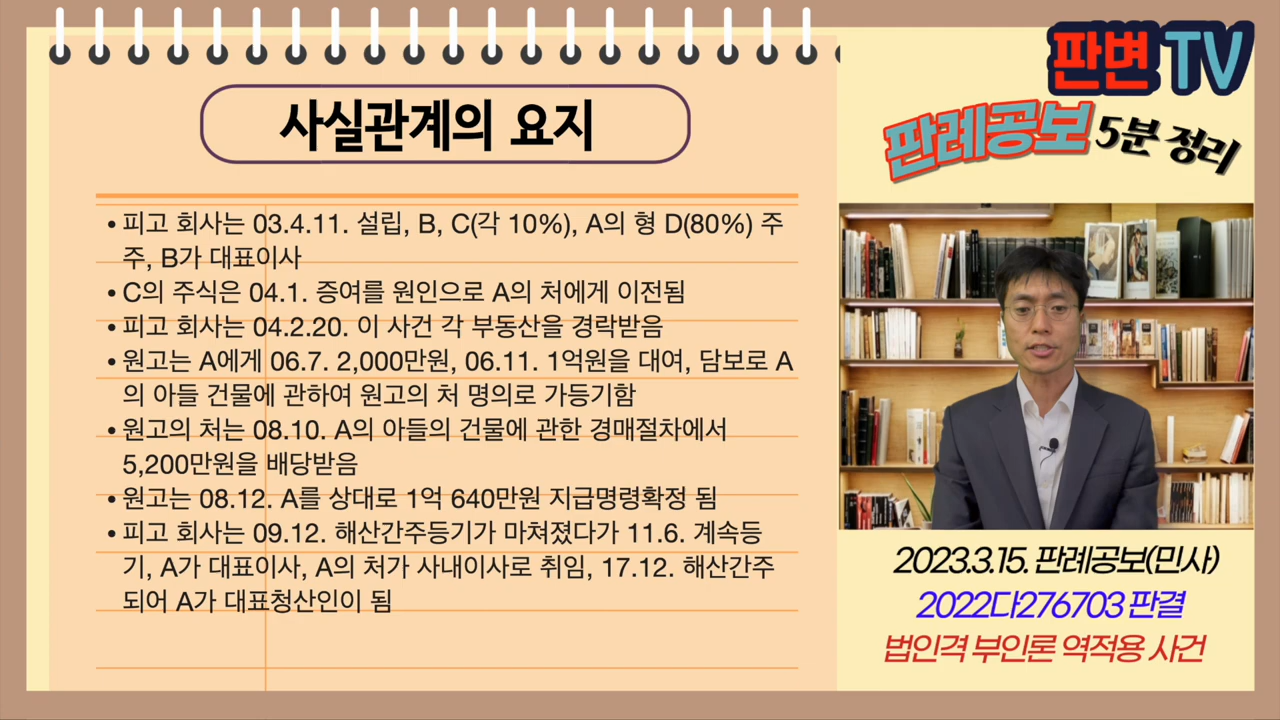 사실관계의 요지
• 피고 회사는 03.4.11. 설립, B, C(각 10%), A의 형 D(80%) 주
주, B가 대표이사
• C의 주식은 04.1. 증여를 원인으로 A의 처에게 이전됨
• 피고 회사는 04.2.20. 이 사건 각 부동산을 경락받음
• 원고는 A에게 06.7. 2,000만원, 06.11. 1억원을 대여, 담보로 A
의 아들 건물에 관하여 원고의 처 명의로 가등기함
• 원고의 처는 08.10. A의 아들의 건물에 관한 경매절차에서
5,200만원을 배당받음
• 원고는 08.12. A를 상대로 1억 640만원 지급명령확정 됨
• 피고 회사는 09.12. 해산간주등기가 마쳐졌다가 11.6. 계속등
기, A가 대표이사, A의 처가 사내이사로 취임, 17.12. 해산간주
되어 A가 대표청산인이 됨
판변 TV
판례공보 5분 정리
2023.3.15. 판례공보(민사)
2022다276703 판결
법인격 부인론 역적용 사건